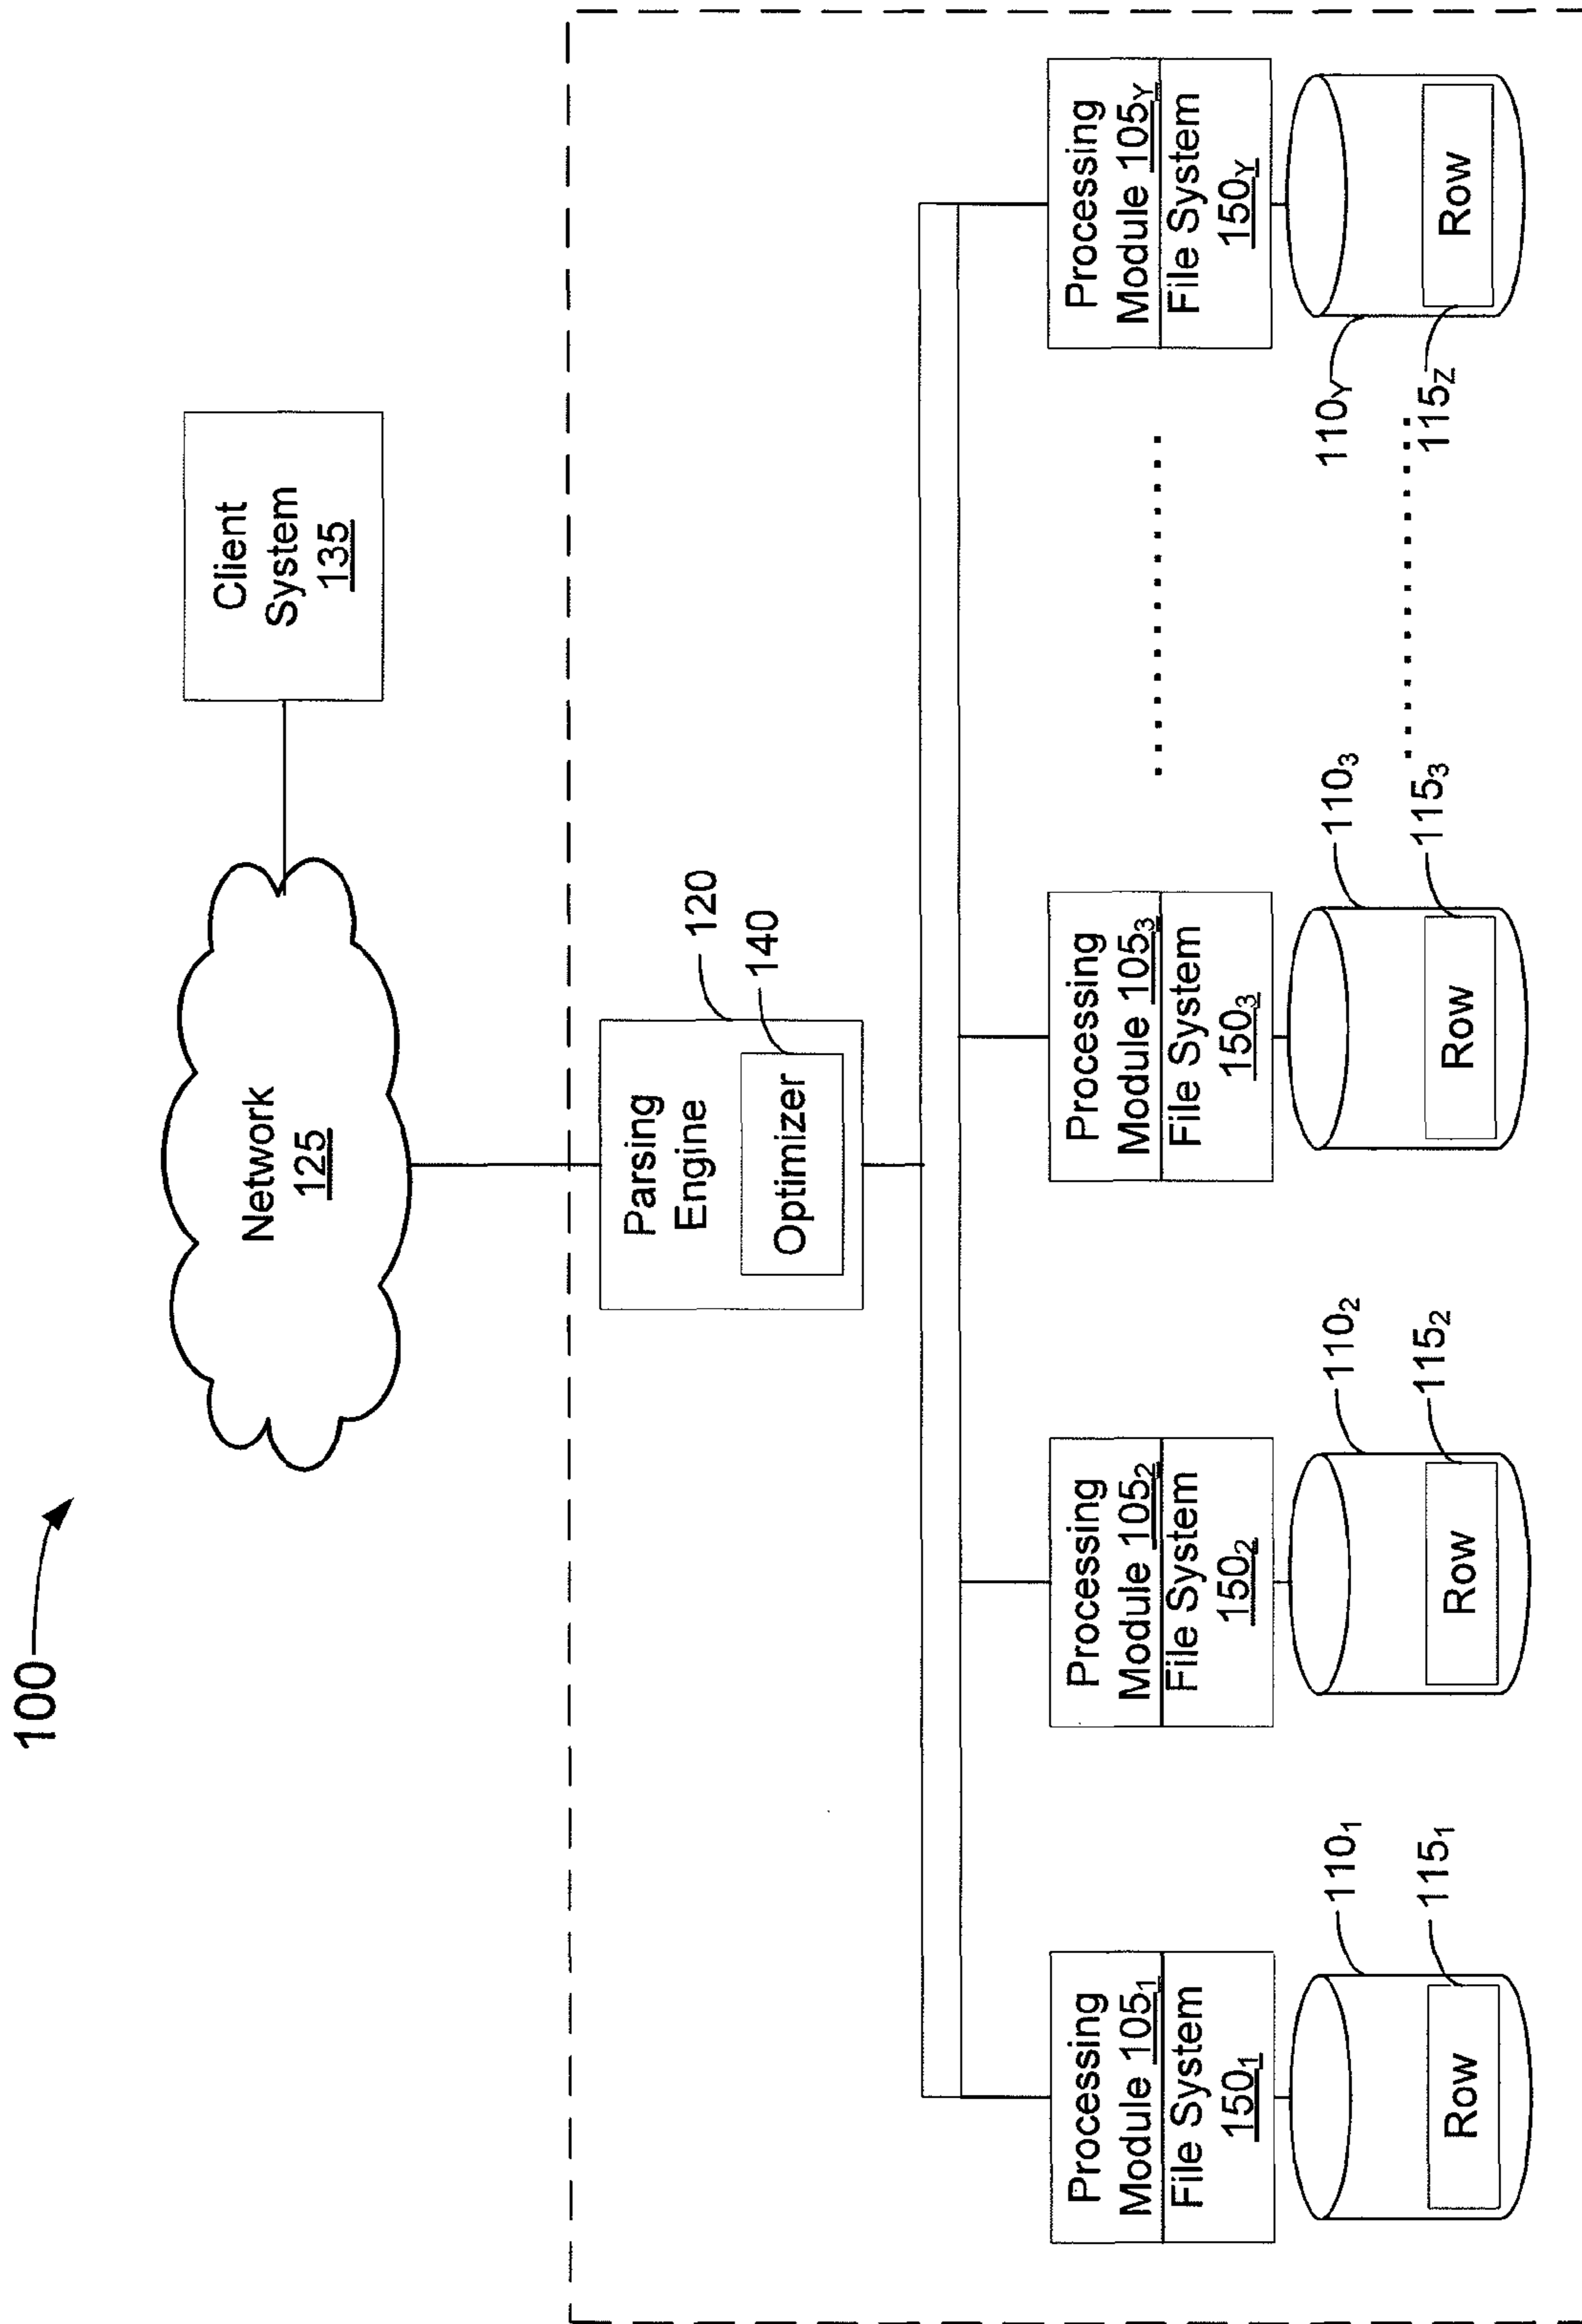 100
Network
125
Client
System
135
Parsing
Engine
Optimizer
120
140
Processing
Module 105₁
File System
150₁
Processing
Module 105₂
File System
150₂
Processing
Module 105₃
File System
150₃
Processing
Module 105Y
File System
150Y
Row
110₁
115₁
Row
110₂
115₂
Row
110₃
115₃
110Y
115Z
Row